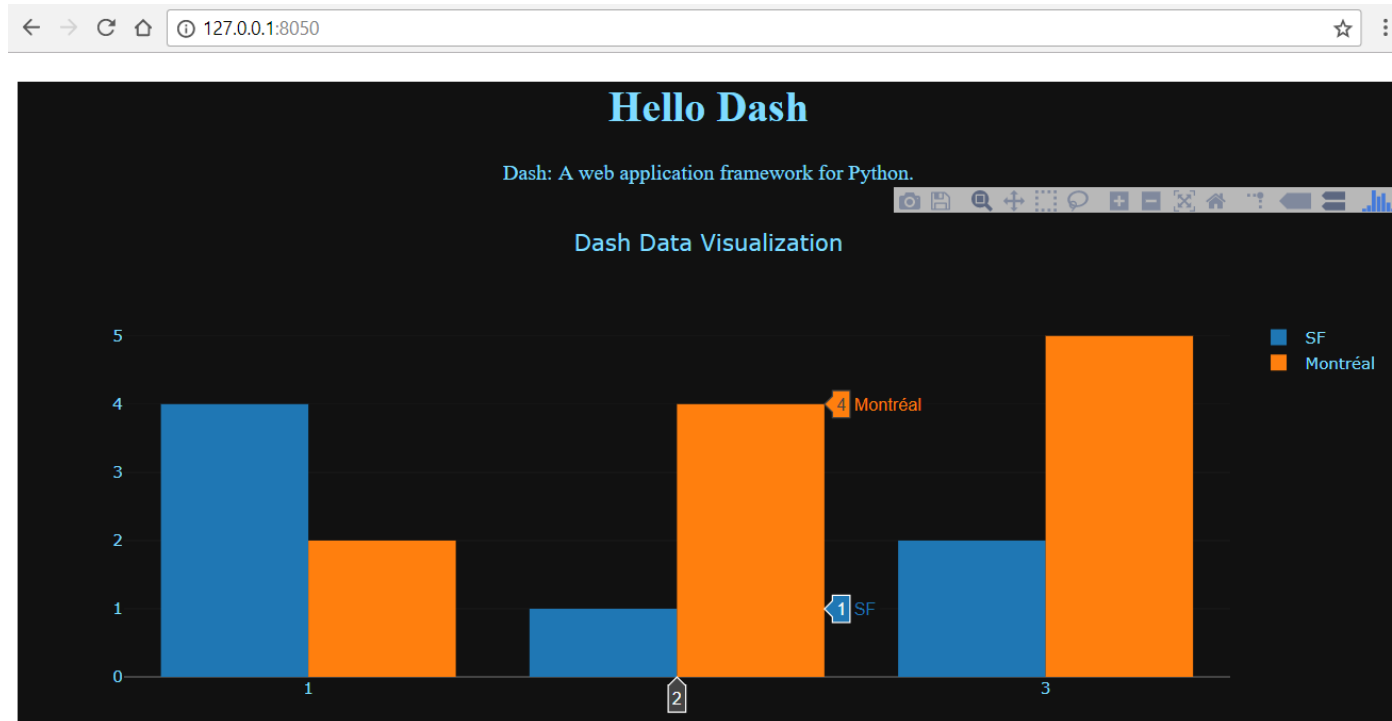 127.0.0.1:8050
Hello Dash
Dash: A web application framework for Python.
Dash Data Visualization
5
4
3
2
1
0
4 Montréal
1 SF
1
2
3
SF
Montréal